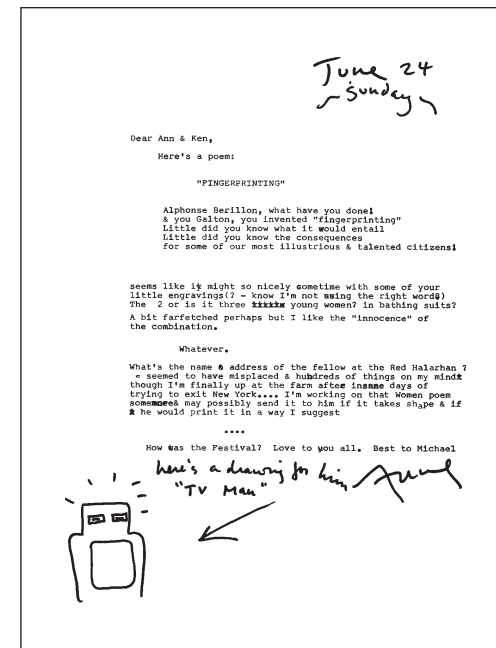 June 24
~ Sunday ~
Dear Ann & Ken,
Here's a poem:
"FINGERPRINTING"
Alphonse Berillon, what have you done!
& you Galton, you invented "fingerprinting"
Little did you know what it would entail
Little did you know the consequences
for some of our most illustrious & talented citizens!
seems like it might go nicely sometime with some of your
little engravings(? - know I'm not using the right words)
The 2 or is it three young women? in bathing suits?
A bit farfetched perhaps but I like the "innocence" of
the combination.
Whatever.
What's the name & address of the fellow at the Red Halarhan ?
= seemed to have misplaced & hundreds of things on my mind
though I'm finally up at the farm after insane days of
trying to exit New York.... I'm working on that Women poem
somemore& may possibly send it to him if it takes shape & if
he would print it in a way I suggest
....
How was the Festival? Love to you all. Best to Michael
here's a drawing for him
"TV Man"